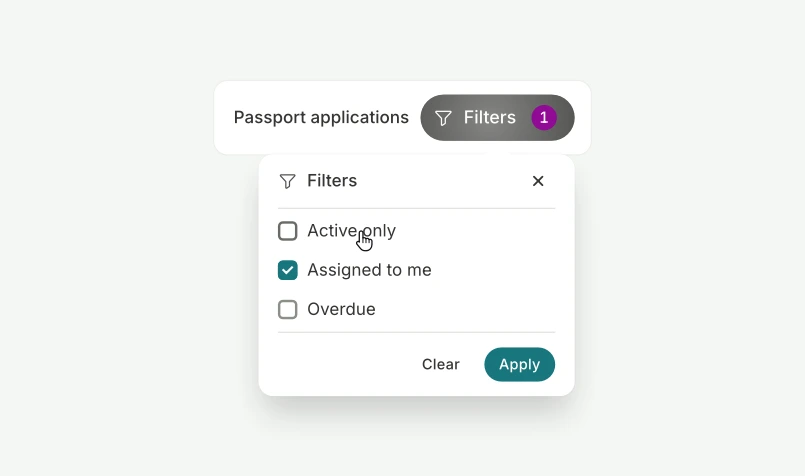 Passport applications Filters 1
Filters
Active only
Assigned to me
Overdue
Clear Apply